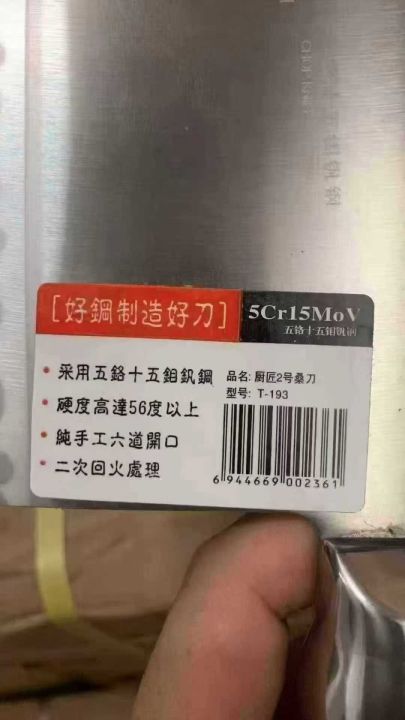 [好鋼制造好刀]
5Cr15MoV
五铬十五钼钒钢
• 采用五鉻十五鉬釩鋼
• 硬度高達56度以上
• 純手工六道開口
• 二次回火處理
品名: 厨匠2号桑刀
型号: T-193
6 944669 002361